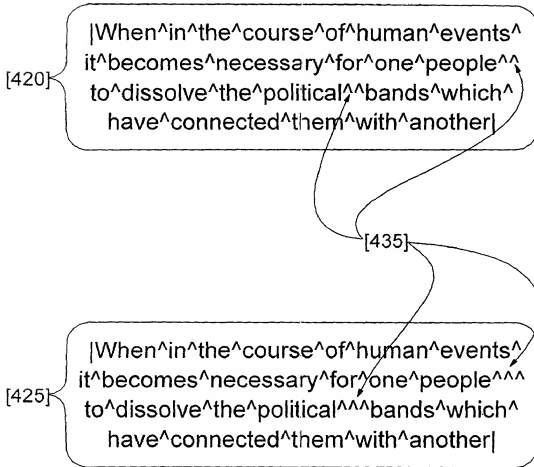 |When^in^the^course^of^human^events^
it^becomes^necessary^for^one^people^^
[420]
to^dissolve^the^political^^bands^which^
have^connected^them^with^another|
[435]
|When^in^the^course^of^human^events^
it^becomes^necessary^for^one^people^^^
[425]
to^dissolve^the^political^^^bands^which^
have^connected^them^with^another|